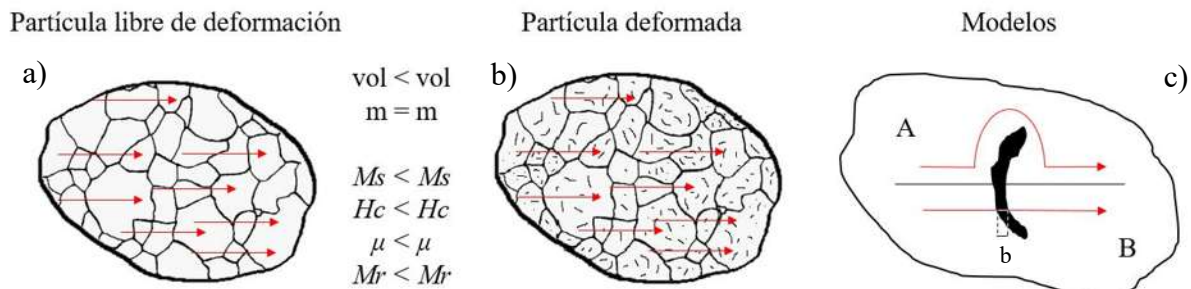 Partícula libre de deformación
Partícula deformada
Modelos
a)
vol < vol
m = m
Ms < Ms
Hc < Hc
μ < μ
Mr < Mr
b)
c)
A
B
b